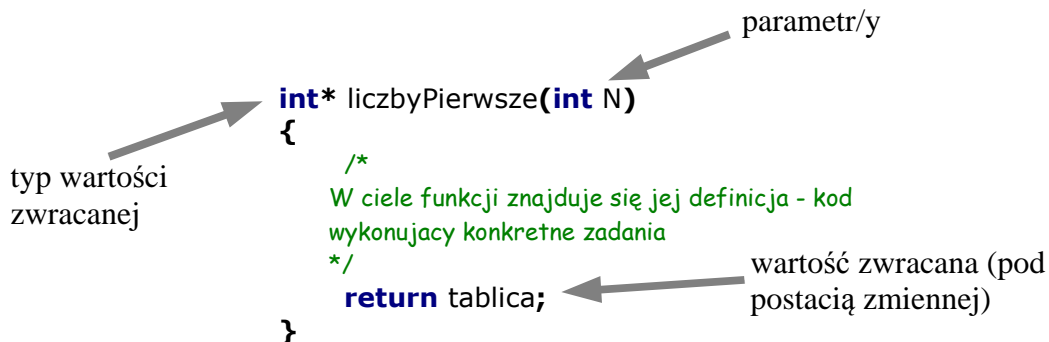 parametr/y
int* liczbyPierwsze(int N)
{
/*
typ wartości
zwracanej
W ciele funkcji znajduje się jej definicja - kod
wykonujacy konkretne zadania
*/
wartość zwracana (pod
postacią zmiennej)
return tablica;
}